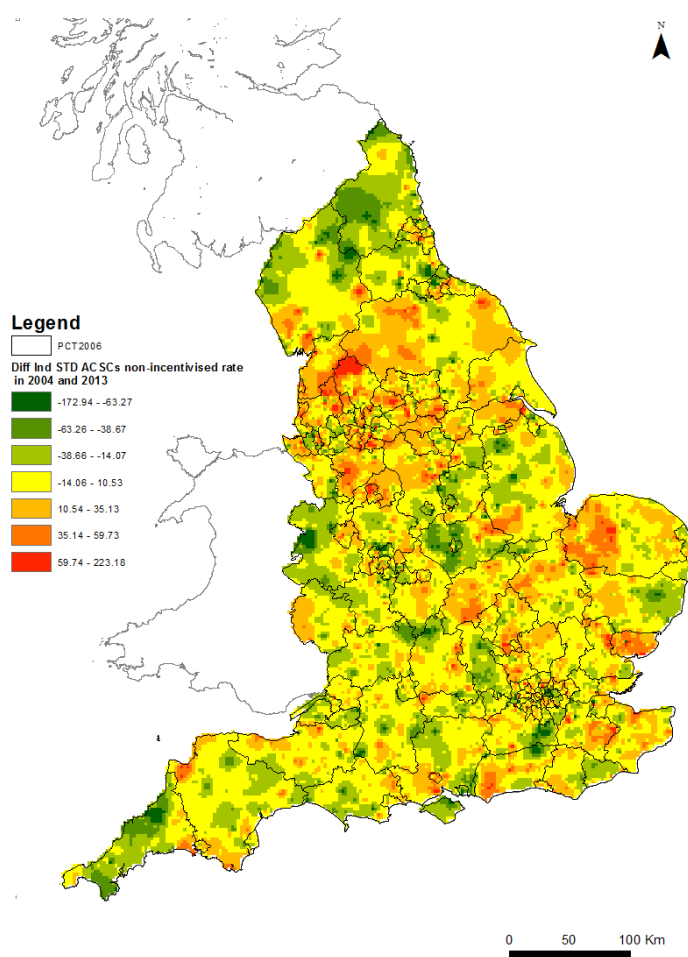 N
Legend
PCT2006
Diff Ind STD ACSCs non-incentivised rate
in 2004 and 2013
-172.94 - -63.27
-63.26 - -38.67
-38.66 - -14.07
-14.06 - 10.53
10.54 - 35.13
35.14 - 59.73
59.74 - 223.18
0 50 100 Km